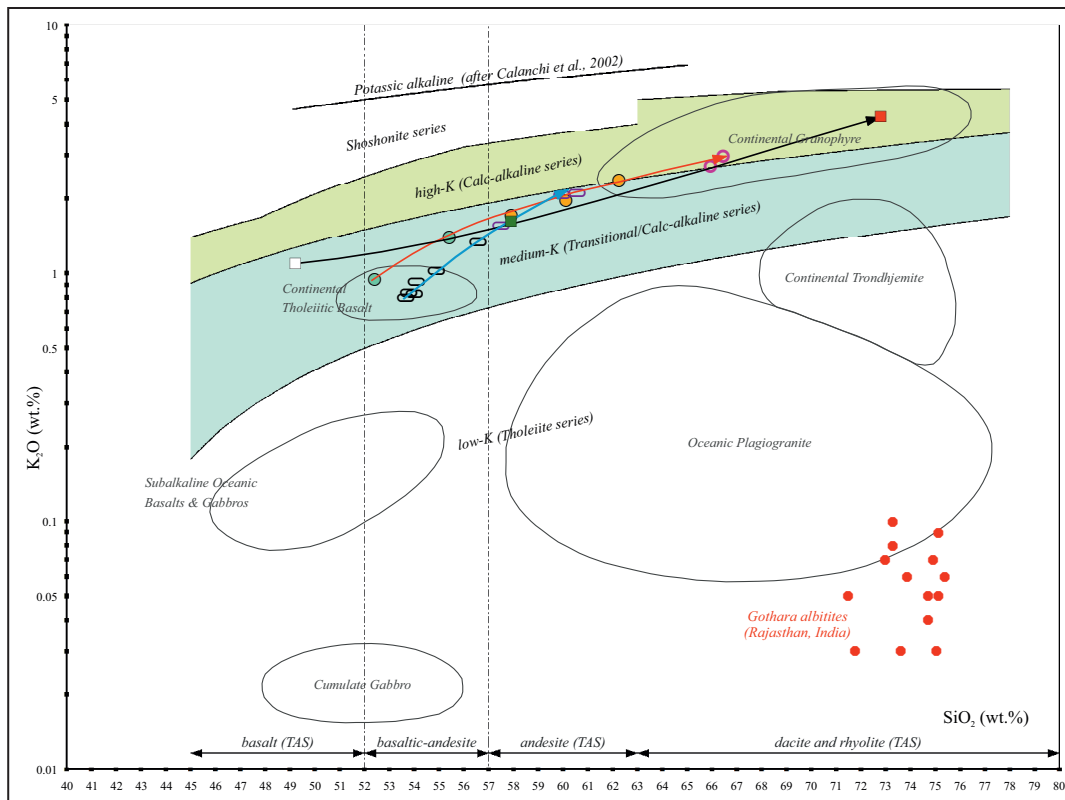 10
Potassic alkaline (after Calanchi et al., 2002)
5
Shoshonite series
Continental Granophyre
high-K (Calc-alkaline series)
medium-K (Transitional/Calc-alkaline series)
1
Continental
Tholeiitic Basalt
Continental Trondhjemite
0.5
K2O (wt.%)
low-K (Tholeiite series)
Oceanic Plagiogranite
Subalkaline Oceanic
Basalts & Gabbros
0.1
0.05
Gothara albitites
(Rajasthan, India)
Cumulate Gabbro
SiO2 (wt.%)
basalt (TAS) basaltic-andesite andesite (TAS) dacite and rhyolite (TAS)
0.01
40 41 42 43 44 45 46 47 48 49 50 51 52 53 54 55 56 57 58 59 60 61 62 63 64 65 66 67 68 69 70 71 72 73 74 75 76 77 78 79 80